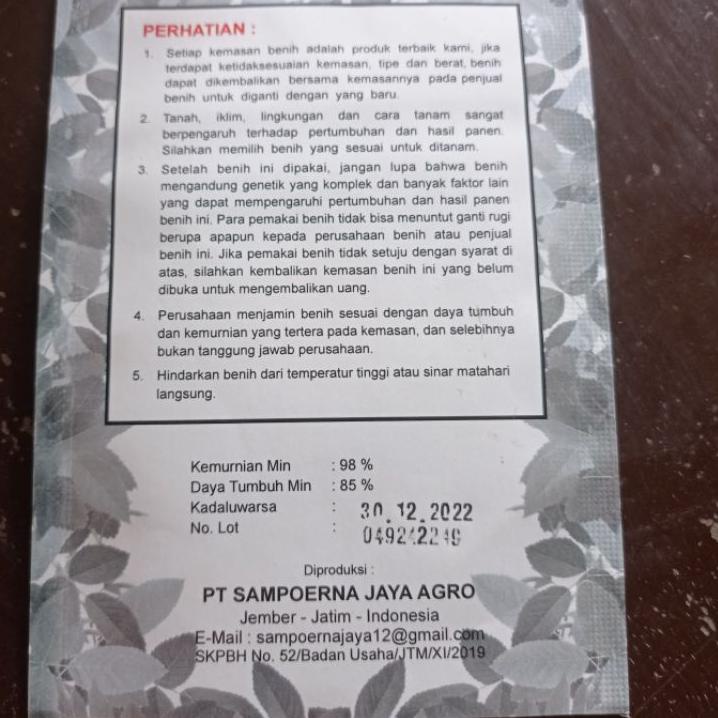 PERHATIAN :
1. Setiap kemasan benih adalah produk terbaik kami, jika
terdapat ketidaksesuaian kemasan, tipe dan berat, benih
dapat dikembalikan bersama kemasannya pada penjual
benih untuk diganti dengan yang baru.
2. Tanah, iklim, lingkungan dan cara tanam sangat
berpengaruh terhadap pertumbuhan dan hasil panen.
Silahkan memilih benih yang sesuai untuk ditanam.
3. Setelah benih ini dipakai, jangan lupa bahwa benih
mengandung genetik yang komplek dan banyak faktor lain
yang dapat mempengaruhi pertumbuhan dan hasil panen
benih ini. Para pemakai benih tidak bisa menuntut ganti rugi
berupa apapun kepada perusahaan benih atau penjual
benih ini. Jika pemakai benih tidak setuju dengan syarat di
atas, silahkan kembalikan kemasan benih ini yang belum
dibuka untuk mengembalikan uang.
4. Perusahaan menjamin benih sesuai dengan daya tumbuh
dan kemurnian yang tertera pada kemasan, dan selebihnya
bukan tanggung jawab perusahaan.
5. Hindarkan benih dari temperatur tinggi atau sinar matahari
langsung.
Kemurnian Min : 98 %
Daya Tumbuh Min : 85 %
Kadaluwarsa : 30.12.2022
No. Lot :
Diproduksi :
PT SAMPOERNA JAYA AGRO
Jember - Jatim - Indonesia
E-Mail : sampoernajaya12@gmail.com
SKPBH No. 52/Badan Usaha/JTM/XI/2019